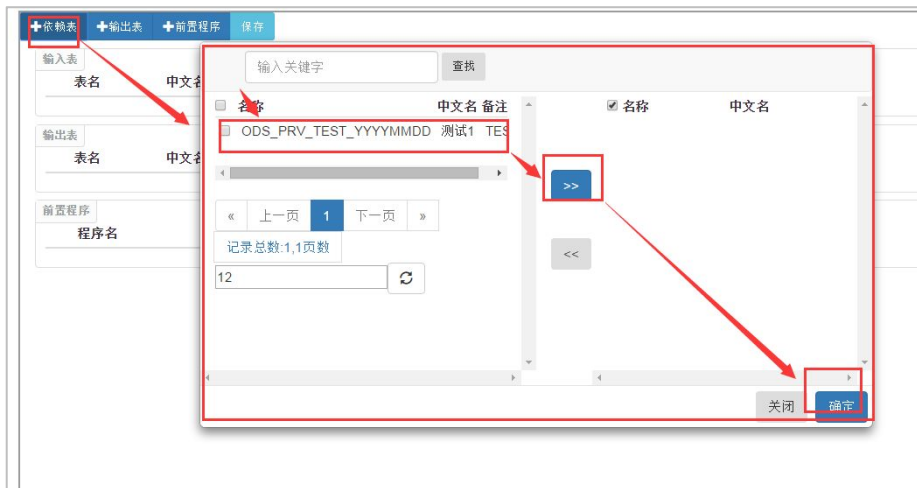 ✚依赖表 ✚输出表 ✚前置程序 保存
输入表
表名 中文名
输出表
表名 中文名
前置程序
程序名
输入关键字 查找
名称 中文名 备注
ODS_PRV_TEST_YYYYMMDD 测试1 TES
« 上一页 1 下一页 »
记录总数:1,1页数
12
>>
<<
名称 中文名
关闭 确定